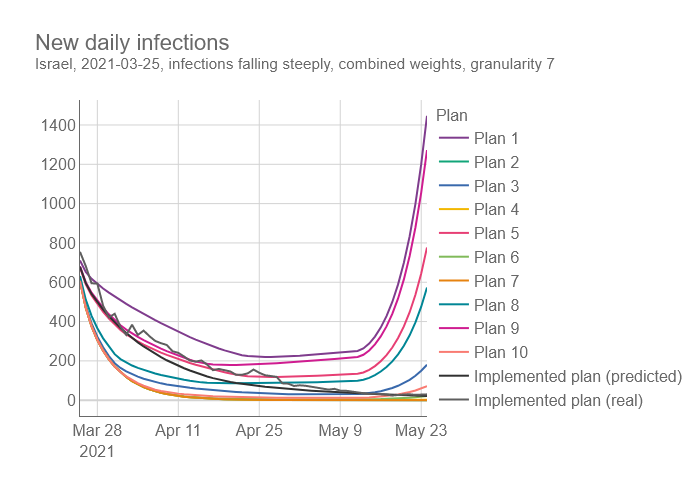 New daily infections
Israel, 2021-03-25, infections falling steeply, combined weights, granularity 7
Plan
1400
1200
1000
800
600
400
200
0
Plan 1
Plan 2
Plan 3
Plan 4
Plan 5
Plan 6
Plan 7
Plan 8
Plan 9
Plan 10
Implemented plan (predicted)
Implemented plan (real)
Mar 28 Apr 11 Apr 25 May 9 May 23
2021